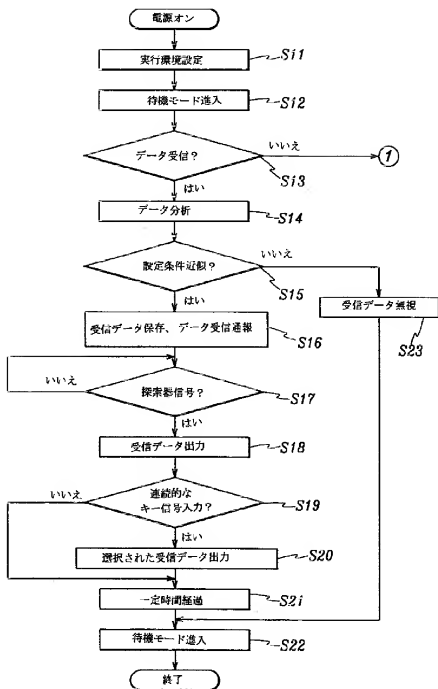 電源オン
実行環境設定
S11
待機モード進入
S12
データ受信？
いいえ
1
S13
はい
データ分析
S14
設定条件近似？
いいえ
S15
はい
受信データ無視
S23
受信データ保存、データ受信通報
S16
探索器信号？
いいえ
S17
はい
受信データ出力
S18
連続的な
キー信号入力？
いいえ
S19
はい
選択された受信データ出力
S20
一定時間経過
S21
待機モード進入
S22
終了